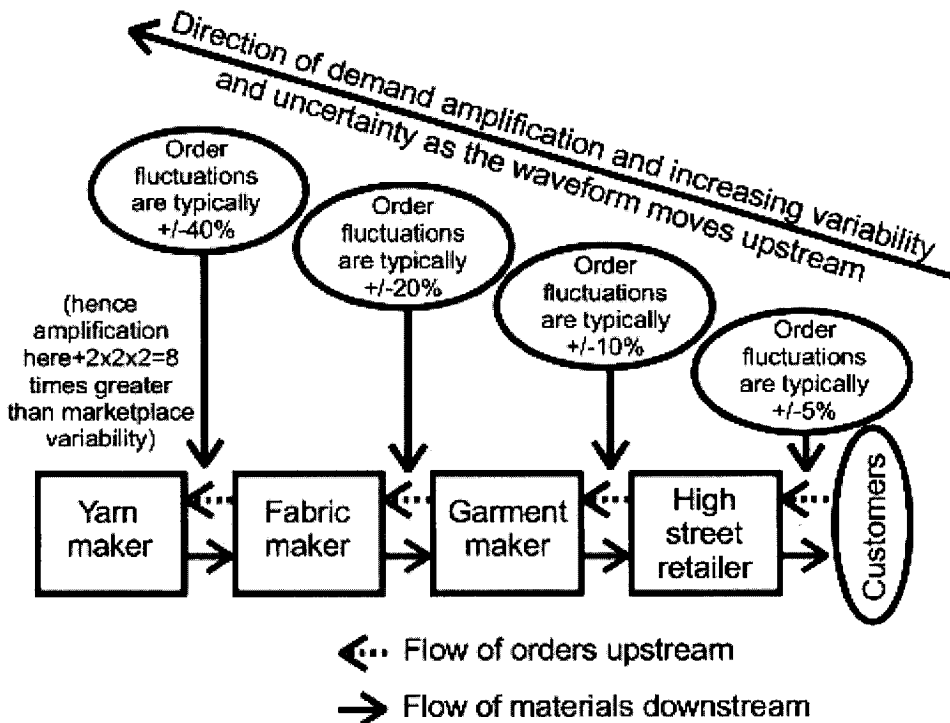 Direction of demand amplification and increasing variability
and uncertainty as the waveform moves upstream
Order
fluctuations
are typically
+/-40%
Order
fluctuations
are typically
+/-20%
Order
fluctuations
are typically
+/-10%
Order
fluctuations
are typically
+/-5%
(hence
amplification
here+2x2x2=8
times greater
than marketplace
variability)
Yarn
maker
Fabric
maker
Garment
maker
High
street
retailer
Customers
Flow of orders upstream
Flow of materials downstream